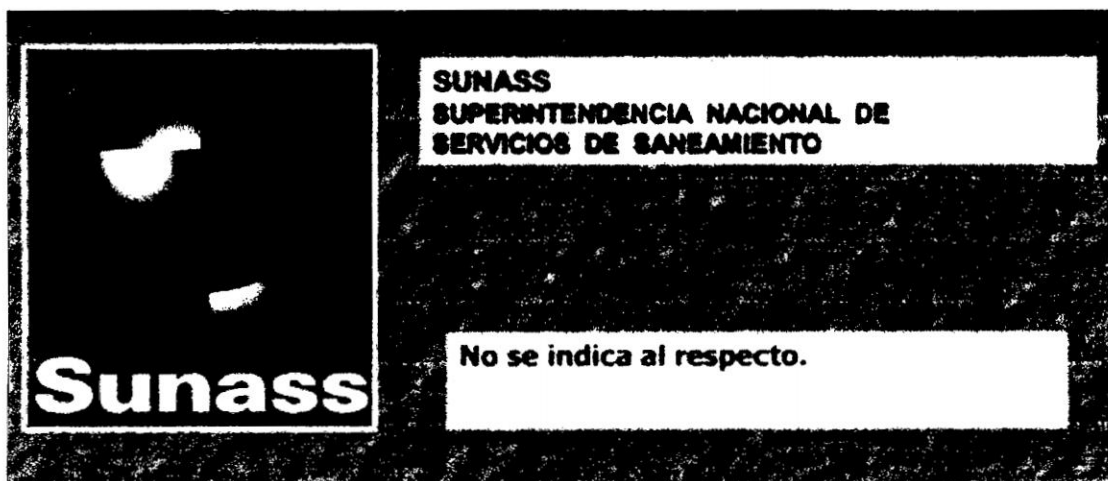 Sunass
SUNASS
SUPERINTENDENCIA NACIONAL DE
SERVICIOS DE SANEAMIENTO
No se indica al respecto.